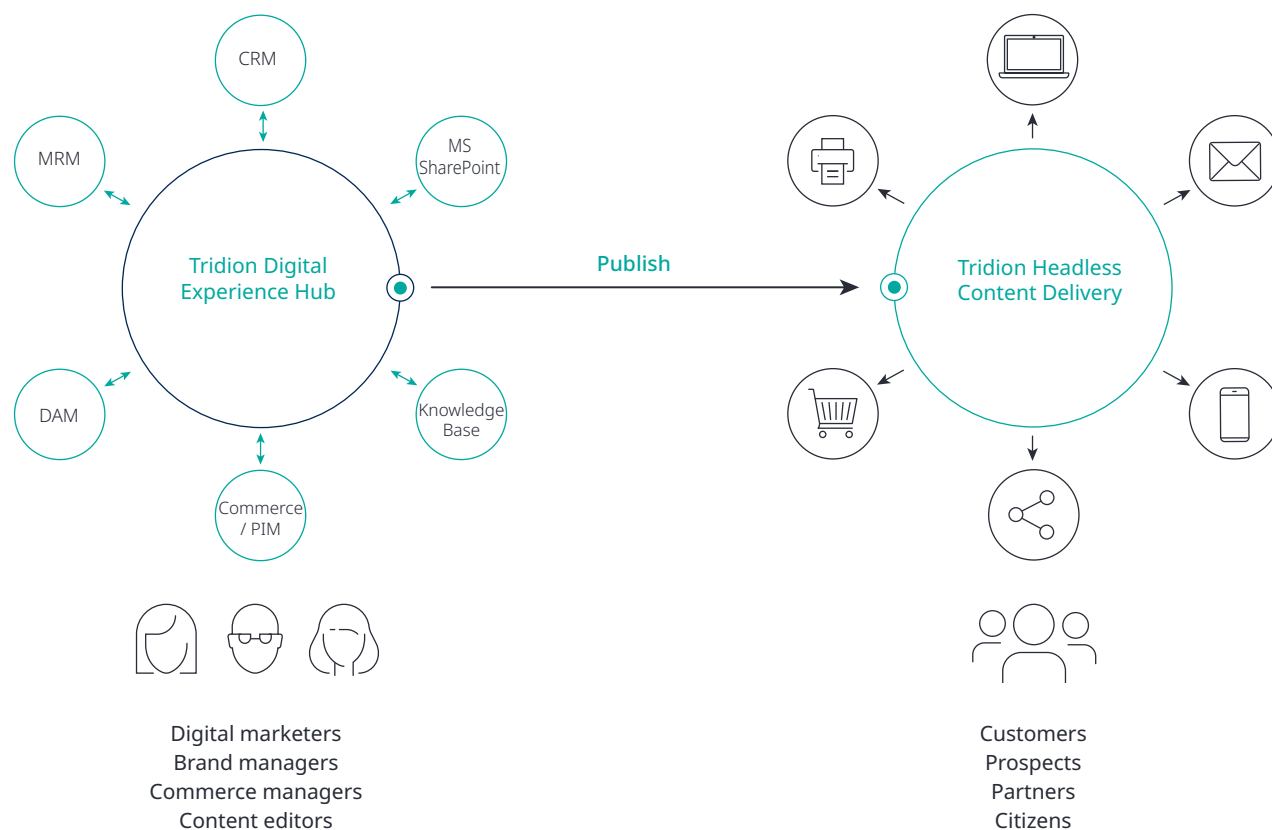 CRM
MRM
MS
SharePoint
Tridion Digital
Experience Hub
Publish
Tridion Headless
Content Delivery
DAM
Knowledge
Base
Commerce
/ PIM
Digital marketers
Brand managers
Commerce managers
Content editors
Customers
Prospects
Partners
Citizens